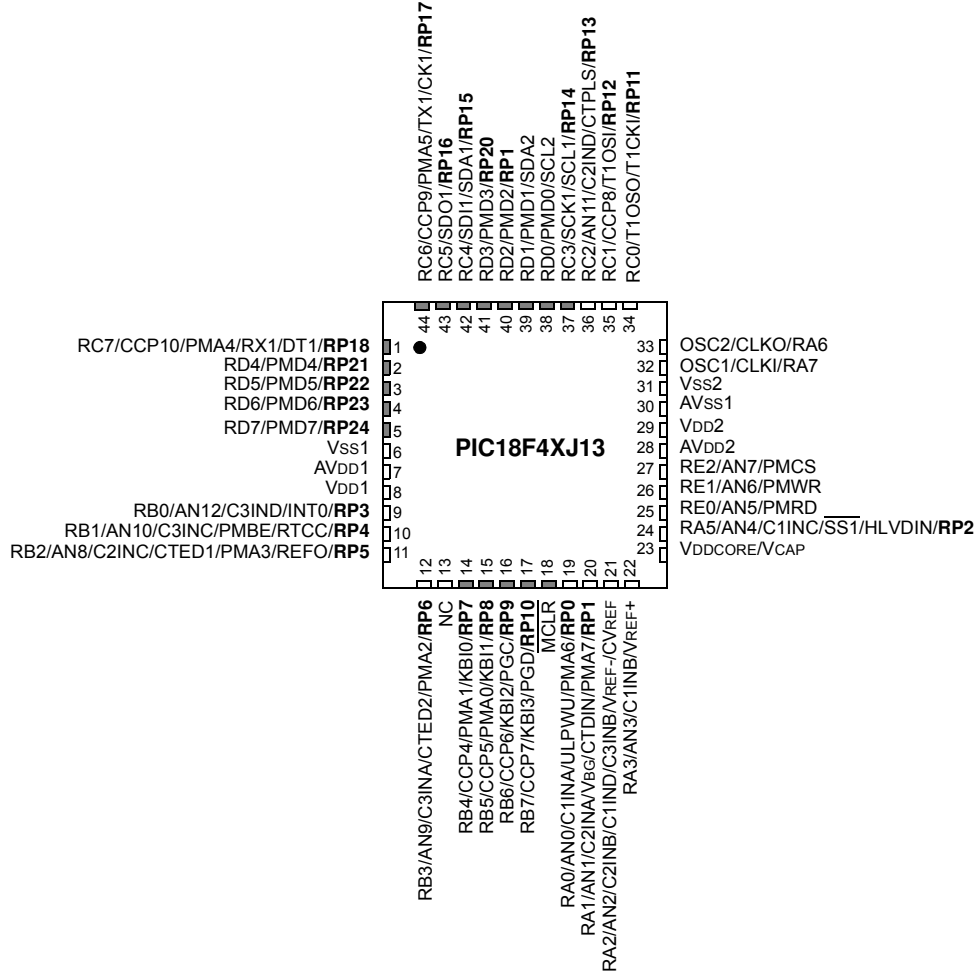 RC6/CCP9/PMA5/TX1/CK1/RP17
RC5/SDO1/RP16
RC4/SDI1/SDA1/RP15
RD3/PMD3/RP20
RD2/PMD2/RP1
RD1/PMD1/SDA2
RD0/PMD0/SCL2
RC3/SCK1/SCL1/RP14
RC2/AN11/C2IND/CTPLS/RP13
RC1/CCP8/T1OSI/RP12
RC0/T1OSO/T1CKI/RP11
44
43
42
41
40
39
38
37
36
35
34
RC7/CCP10/PMA4/RX1/DT1/RP18 1
RD4/PMD4/RP21 2
RD5/PMD5/RP22 3
RD6/PMD6/RP23 4
RD7/PMD7/RP24 5
VSS1 6
AVDD1 7
VDD1 8
RB0/AN12/C3IND/INT0/RP3 9
RB1/AN10/C3INC/PMBE/RTCC/RP4 10
RB2/AN8/C2INC/CTED1/PMA3/REFO/RP5 11
PIC18F4XJ13
33 OSC2/CLKO/RA6
32 OSC1/CLKI/RA7
31 VSS2
30 AVSS1
29 VDD2
28 AVDD2
27 RE2/AN7/PMCS
26 RE1/AN6/PMWR
25 RE0/AN5/PMRD
24 RA5/AN4/C1INC/SS1/HLVDIN/RP2
23 VDDCORE/VCAP
12
13
14
15
16
17
18
19
20
21
22
RB3/AN9/C3INA/CTED2/PMA2/RP6
NC
RB4/CCP4/PMA1/KBI0/RP7
RB5/CCP5/PMA0/KBI1/RP8
RB6/CCP6/KBI2/PGC/RP9
RB7/CCP7/KBI3/PGD/RP10
MCLR
RA0/AN0/C1INA/ULPWU/PMA6/RP0
RA1/AN1/C2INA/VBG/CTDIN/PMA7/RP1
RA2/AN2/C2INB/C1IND/C3INB/VREF-/CVREF
RA3/AN3/C1INB/VREF+